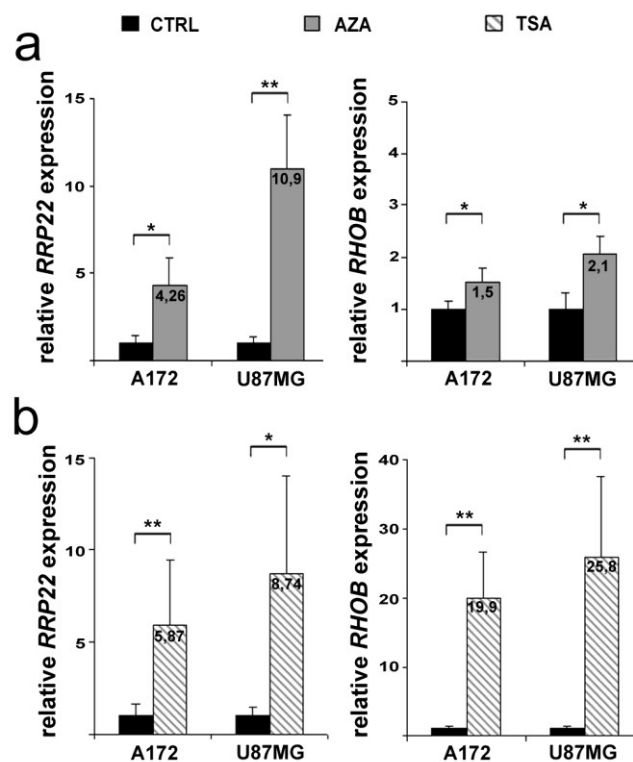 CTRL AZA TSA
a
relative RRP22 expression
15
10
5
* **
4,26 10,9
A172 U87MG
relative RHOB expression
5
4
3
2
1
* *
1,5 2,1
A172 U87MG
b
relative RRP22 expression
15
10
5
** *
5,87 8,74
A172 U87MG
relative RHOB expression
40
30
20
10
** **
19,9 25,8
A172 U87MG